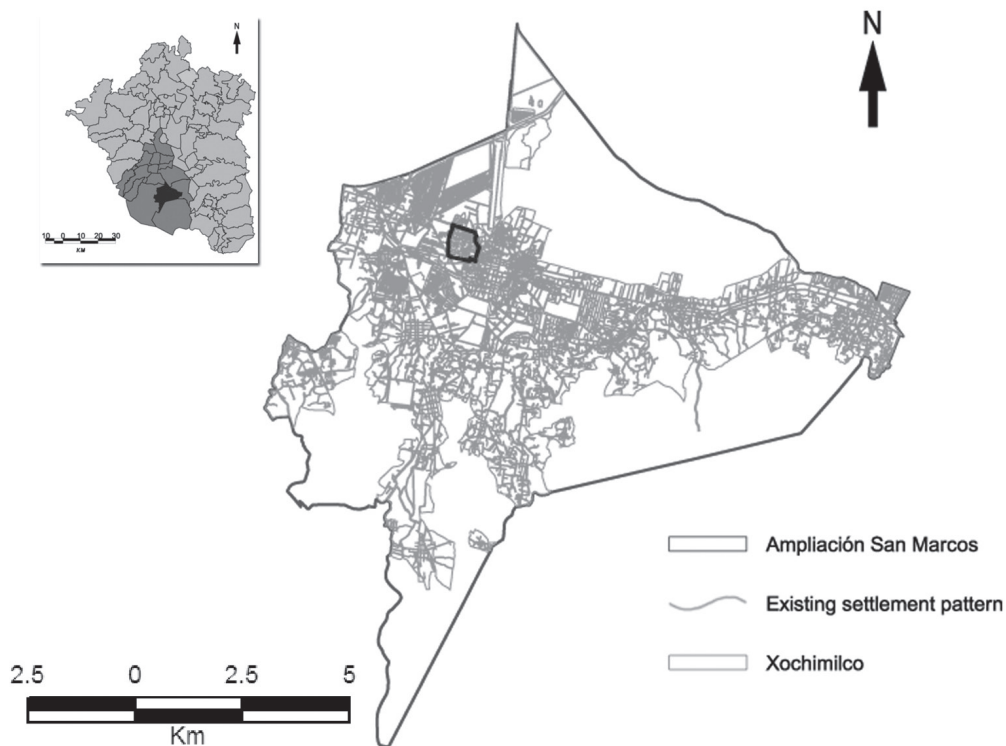 N
10 0 10 20 30
KM
N
Ampliación San Marcos
Existing settlement pattern
Xochimilco
2.5 0 2.5 5
Km